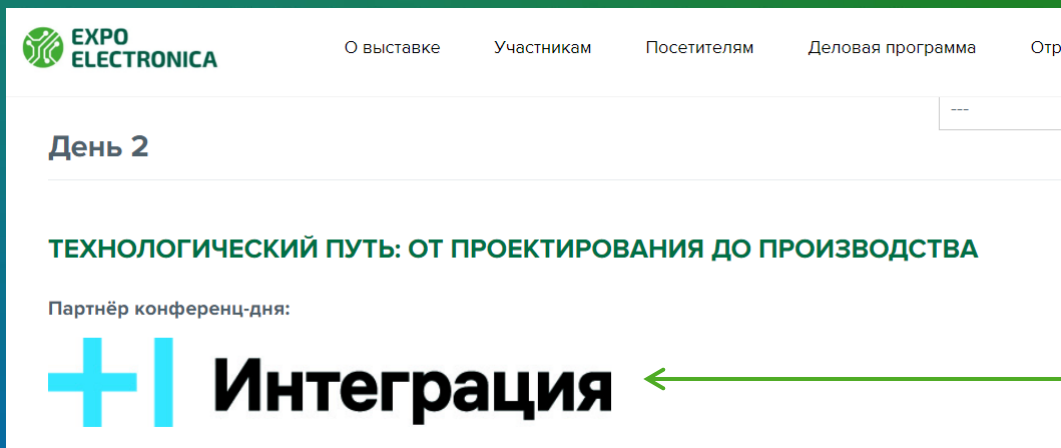 EXPO
ELECTRONICA
О выставке Участникам Посетителям Деловая программа Отр
---
День 2
ТЕХНОЛОГИЧЕСКИЙ ПУТЬ: ОТ ПРОЕКТИРОВАНИЯ ДО ПРОИЗВОДСТВА
Партнёр конференц-дня:
Интеграция